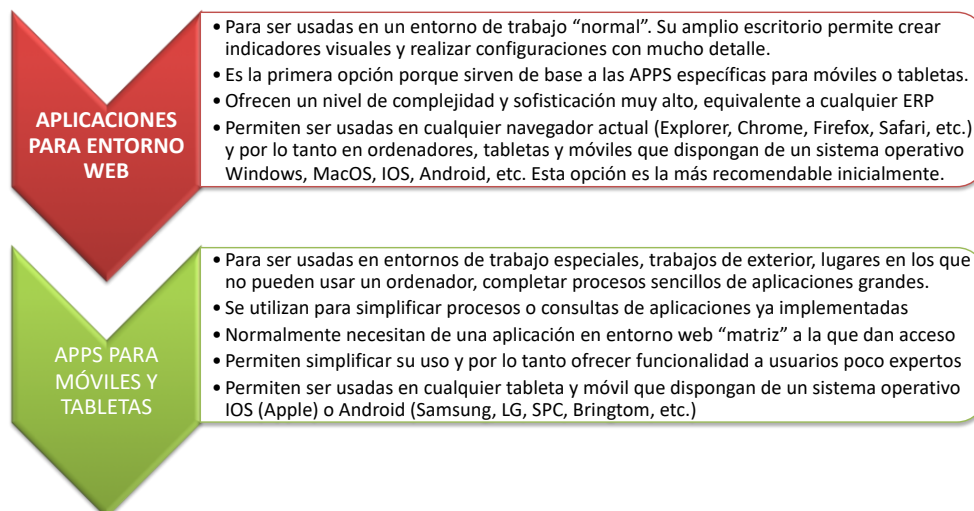 APLICACIONES
PARA ENTORNO
WEB
• Para ser usadas en un entorno de trabajo “normal”. Su amplio escritorio permite crear
indicadores visuales y realizar configuraciones con mucho detalle.
• Es la primera opción porque sirven de base a las APPS específicas para móviles o tabletas.
• Ofrecen un nivel de complejidad y sofisticación muy alto, equivalente a cualquier ERP
• Permiten ser usadas en cualquier navegador actual (Explorer, Chrome, Firefox, Safari, etc.)
y por lo tanto en ordenadores, tabletas y móviles que dispongan de un sistema operativo
Windows, MacOS, IOS, Android, etc. Esta opción es la más recomendable inicialmente.
APPS PARA
MÓVILES Y
TABLETAS
• Para ser usadas en entornos de trabajo especiales, trabajos de exterior, lugares en los que
no pueden usar un ordenador, completar procesos sencillos de aplicaciones grandes.
• Se utilizan para simplificar procesos o consultas de aplicaciones ya implementadas
• Normalmente necesitan de una aplicación en entorno web “matriz” a la que dan acceso
• Permiten simplificar su uso y por lo tanto ofrecer funcionalidad a usuarios poco expertos
• Permiten ser usadas en cualquier tableta y móvil que dispongan de un sistema operativo
IOS (Apple) o Android (Samsung, LG, SPC, Bringtom, etc.)